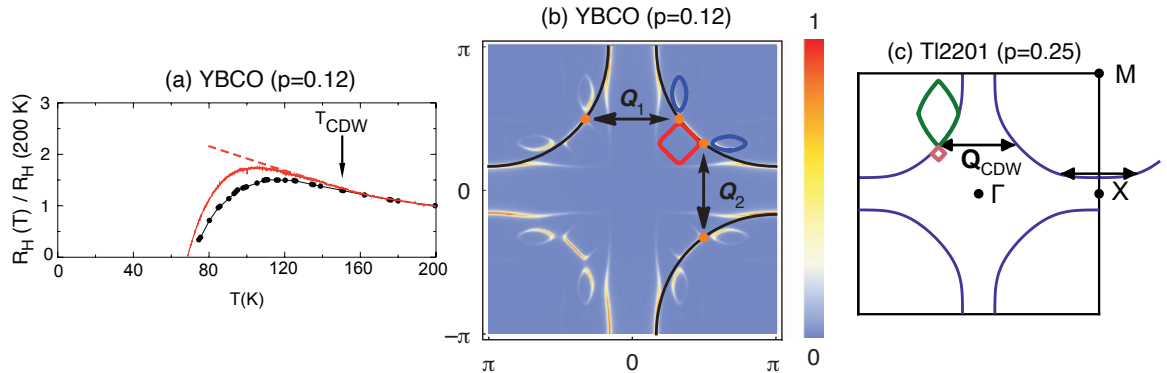 (a) YBCO (p=0.12)
R_H (T) / R_H (200 K)
3
2
1
0
T_CDW
0 40 80 120 160 200
T(K)
(b) YBCO (p=0.12)
π
0
−π
Q_1
Q_2
π 0 π
1
0
(c) Tl2201 (p=0.25)
M
Q_CDW
Γ
X